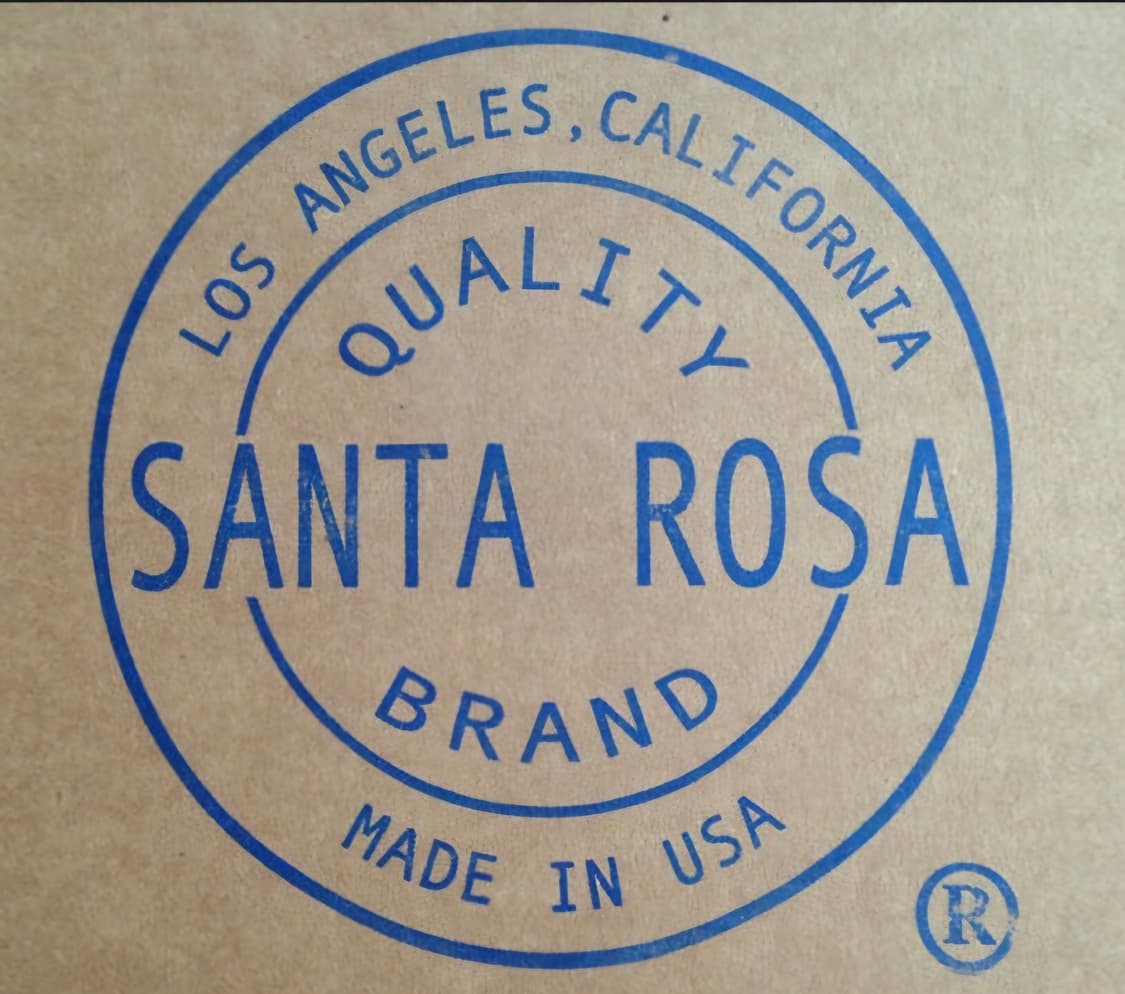 LOS ANGELES, CALIFORNIA
QUALITY
SANTA ROSA
BRAND
MADE IN USA
®